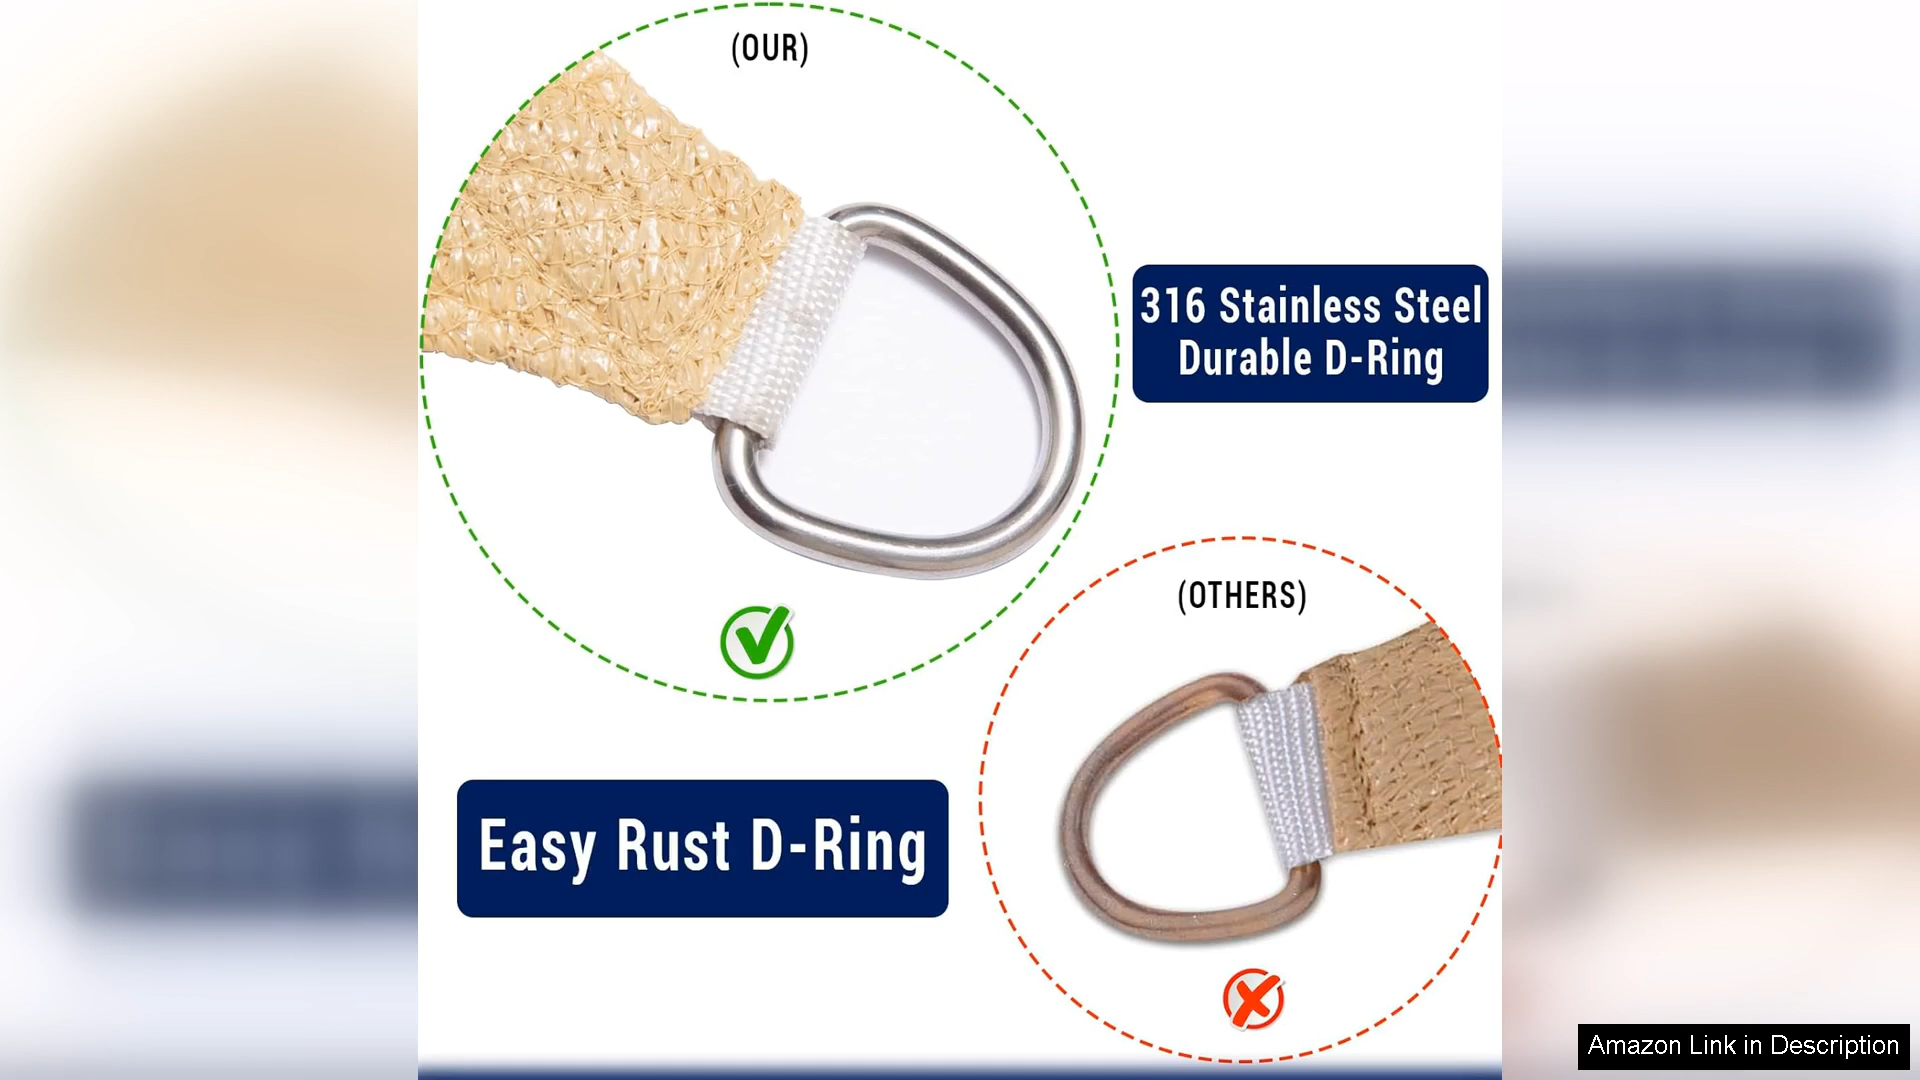 (OUR)
316 Stainless Steel
Durable D-Ring
(OTHERS)
Easy Rust D-Ring
Amazon Link in Description